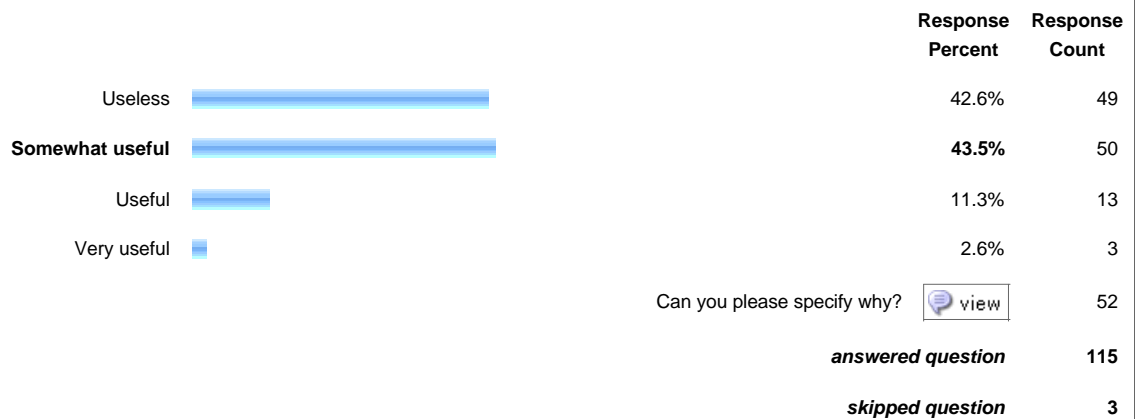 Response Response
Percent Count
Useless 42.6% 49
Somewhat useful 43.5% 50
Useful 11.3% 13
Very useful 2.6% 3
Can you please specify why? view 52
answered question 115
skipped question 3